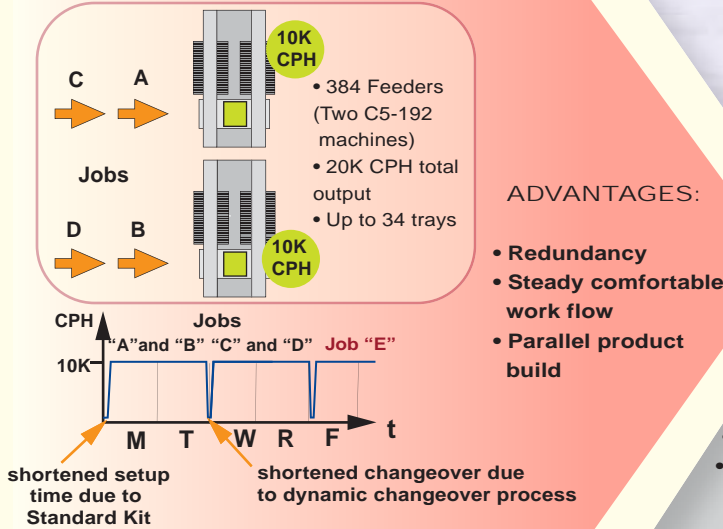 10K
CPH
C A
• 384 Feeders
(Two C5-192
machines)
• 20K CPH total
output
• Up to 34 trays
Jobs
D B
10K
CPH
ADVANTAGES:
• Redundancy
• Steady comfortable
work flow
• Parallel product
build
CPH
Jobs
“A”and “B” “C” and “D” Job “E”
10K
M T W R F t
shortened setup
time due to
Standard Kit
shortened changeover due
to dynamic changeover process
•